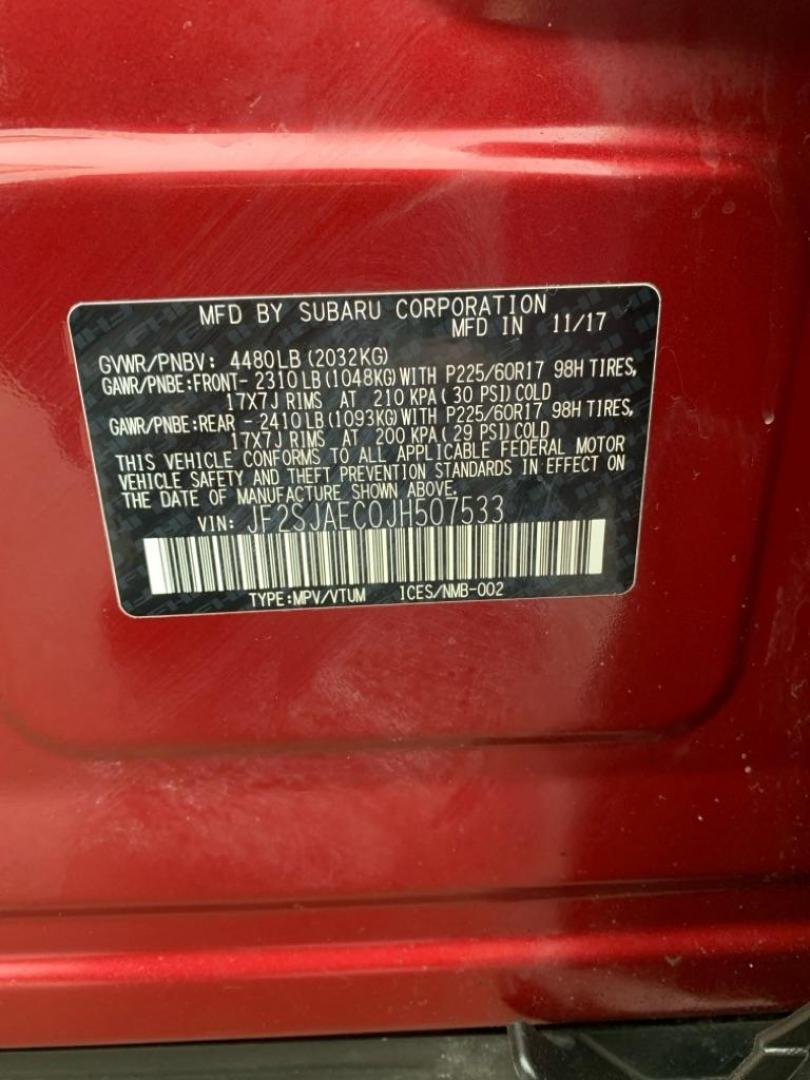 MFD BY SUBARU CORPORATION
MFD IN 11/17
GVWR/PNBV: 4480LB (2032KG)
GAWR/PNBE:FRONT- 2310LB (1048KG) WITH P225/60R17 98H TIRES,
17X7J RIMS AT 210 KPA (30 PSI) COLD
GAWR/PNBE:REAR - 2410LB (1093KG) WITH P225/60R17 98H TIRES,
17X7J RIMS AT 200 KPA (29 PSI) COLD
THIS VEHICLE CONFORMS TO ALL APPLICABLE FEDERAL MOTOR
VEHICLE SAFETY AND THEFT PREVENTION STANDARDS IN EFFECT ON
THE DATE OF MANUFACTURE SHOWN ABOVE.
VIN: JF2SJAEC0JH507533
TYPE:MPV/VTUM ICES/NMB-002